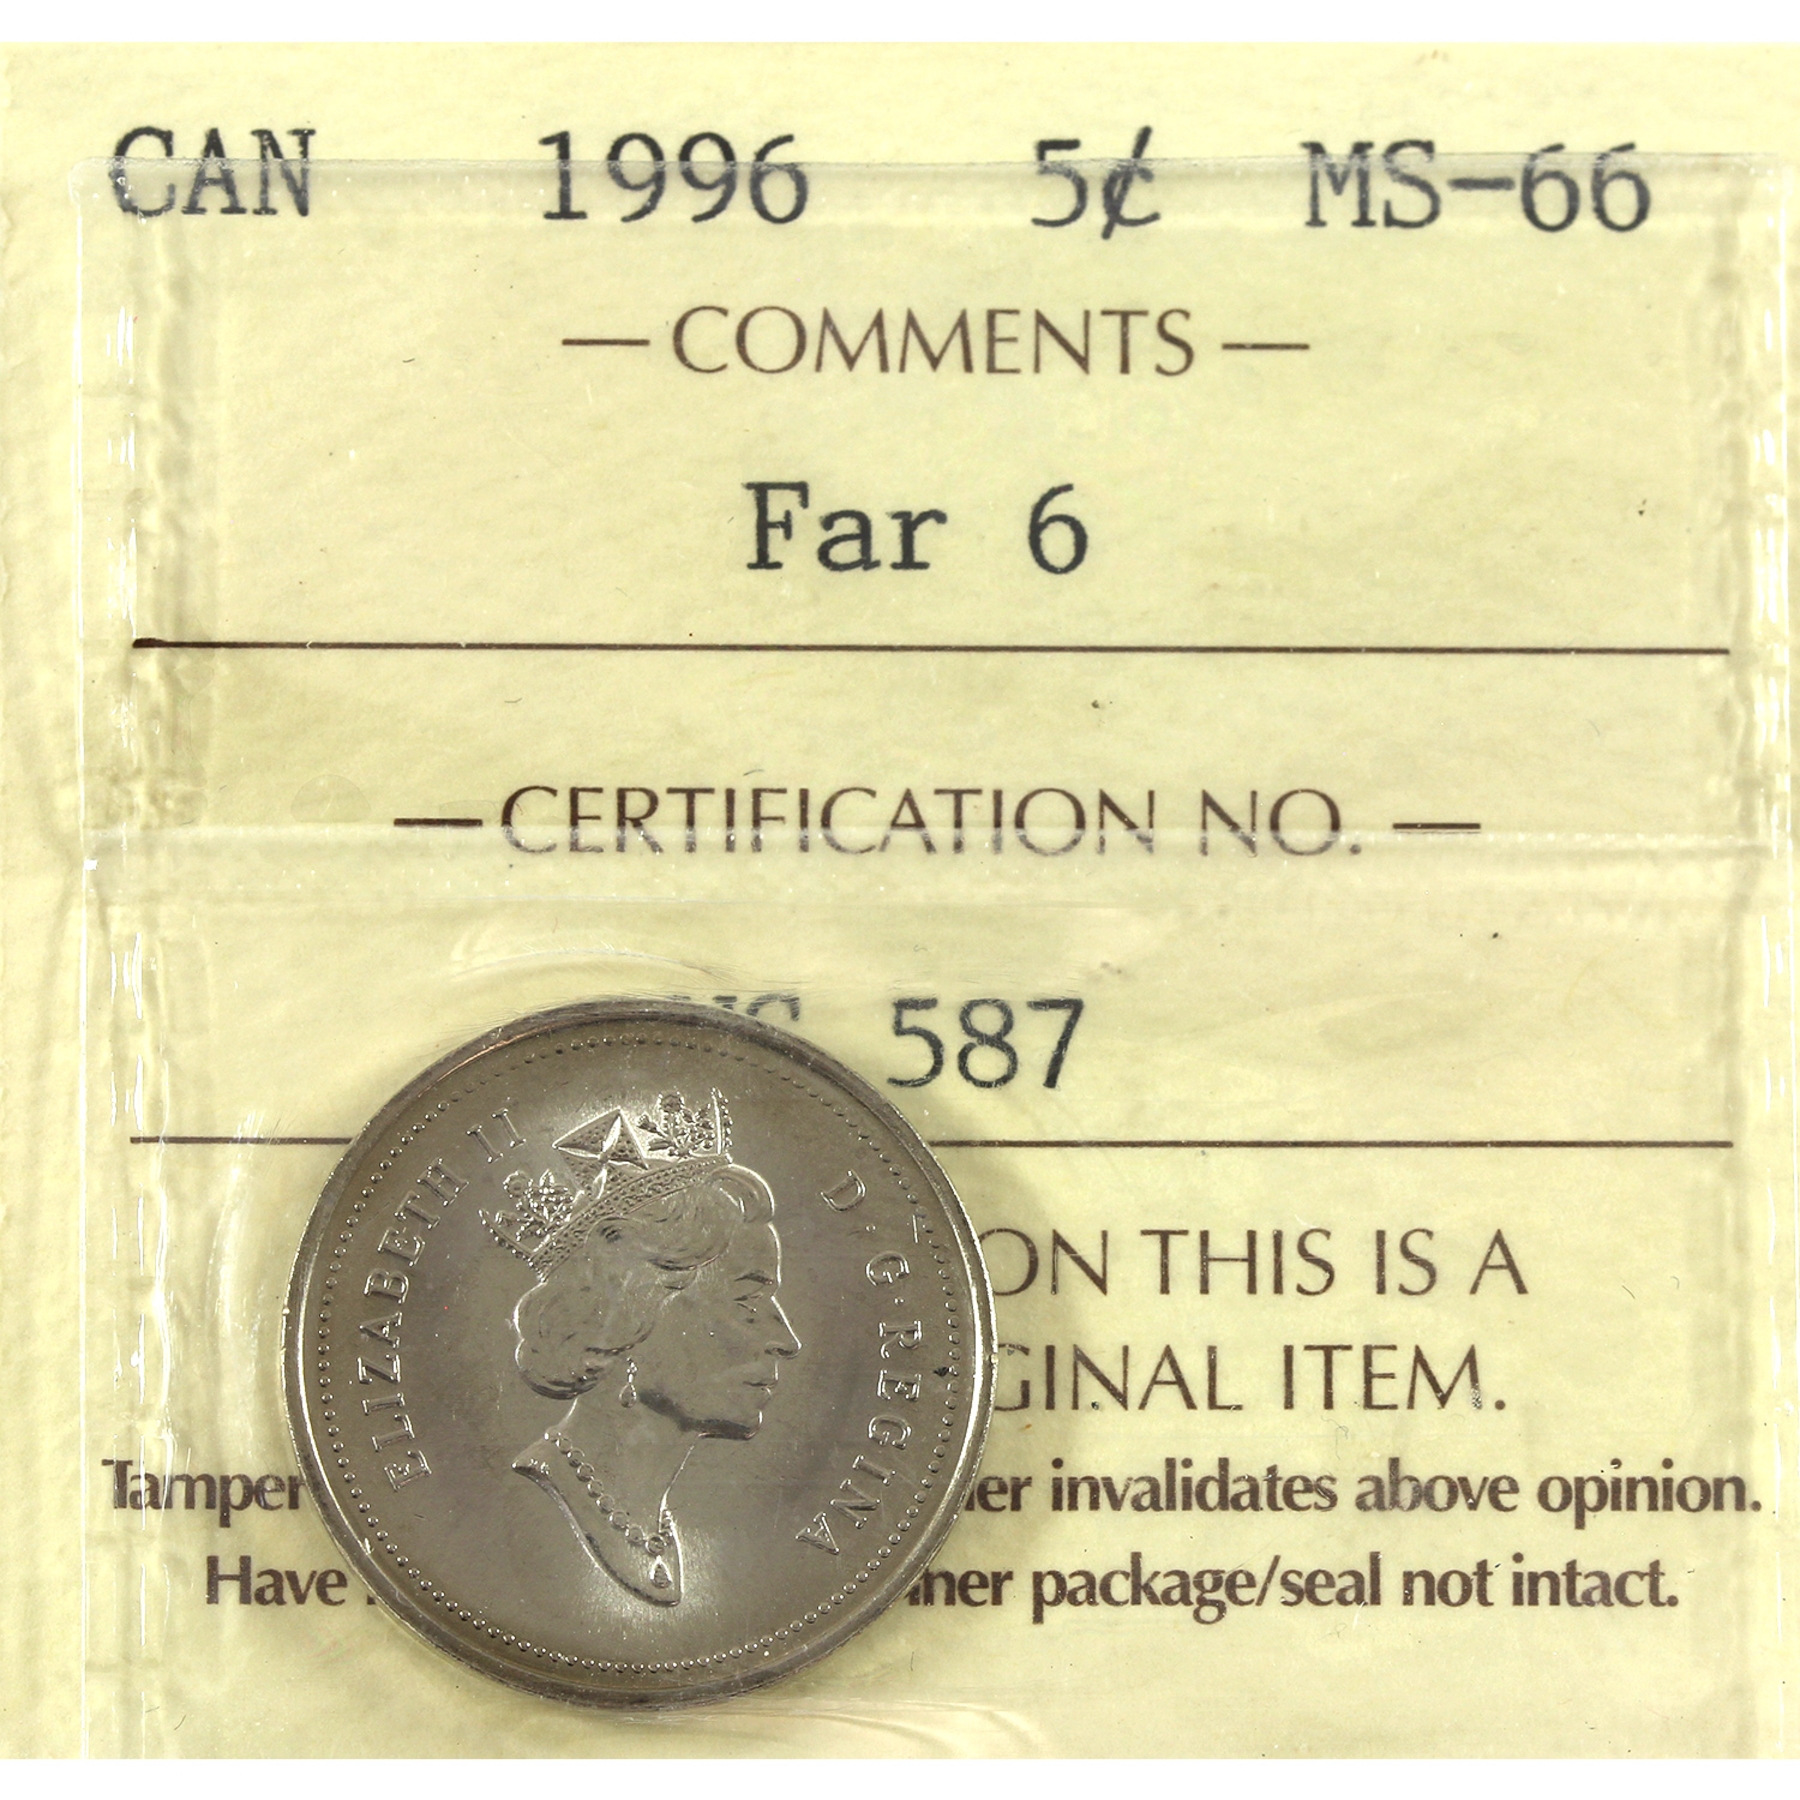 CAN 1996 5¢ MS-66
— COMMENTS —
Far 6
— CERTIFICATION NO. —
587
ON THIS IS A
GINAL ITEM.
Tamper er invalidates above opinion.
Have ner package/seal not intact.
ELIZABETH II D·G·REGINA